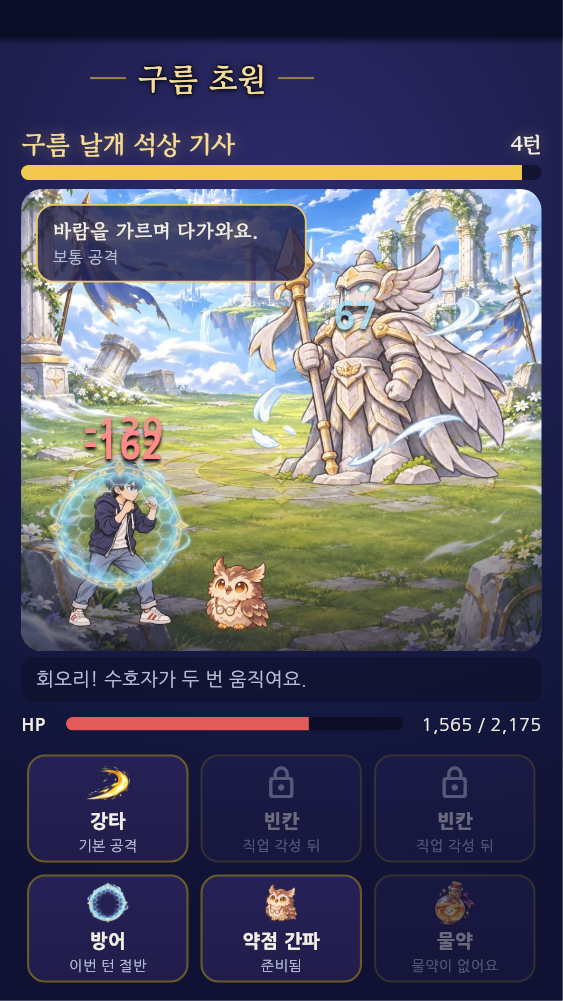 구름 초원
구름 날개 석상 기사
4턴
바람을 가르며 다가와요.
보통 공격
67
-162
회오리! 수호자가 두 번 움직여요.
HP
1,565 / 2,175
강타
기본 공격
빈칸
직업 각성 뒤
빈칸
직업 각성 뒤
방어
이번 턴 절반
약점 간파
준비됨
물약
물약이 없어요